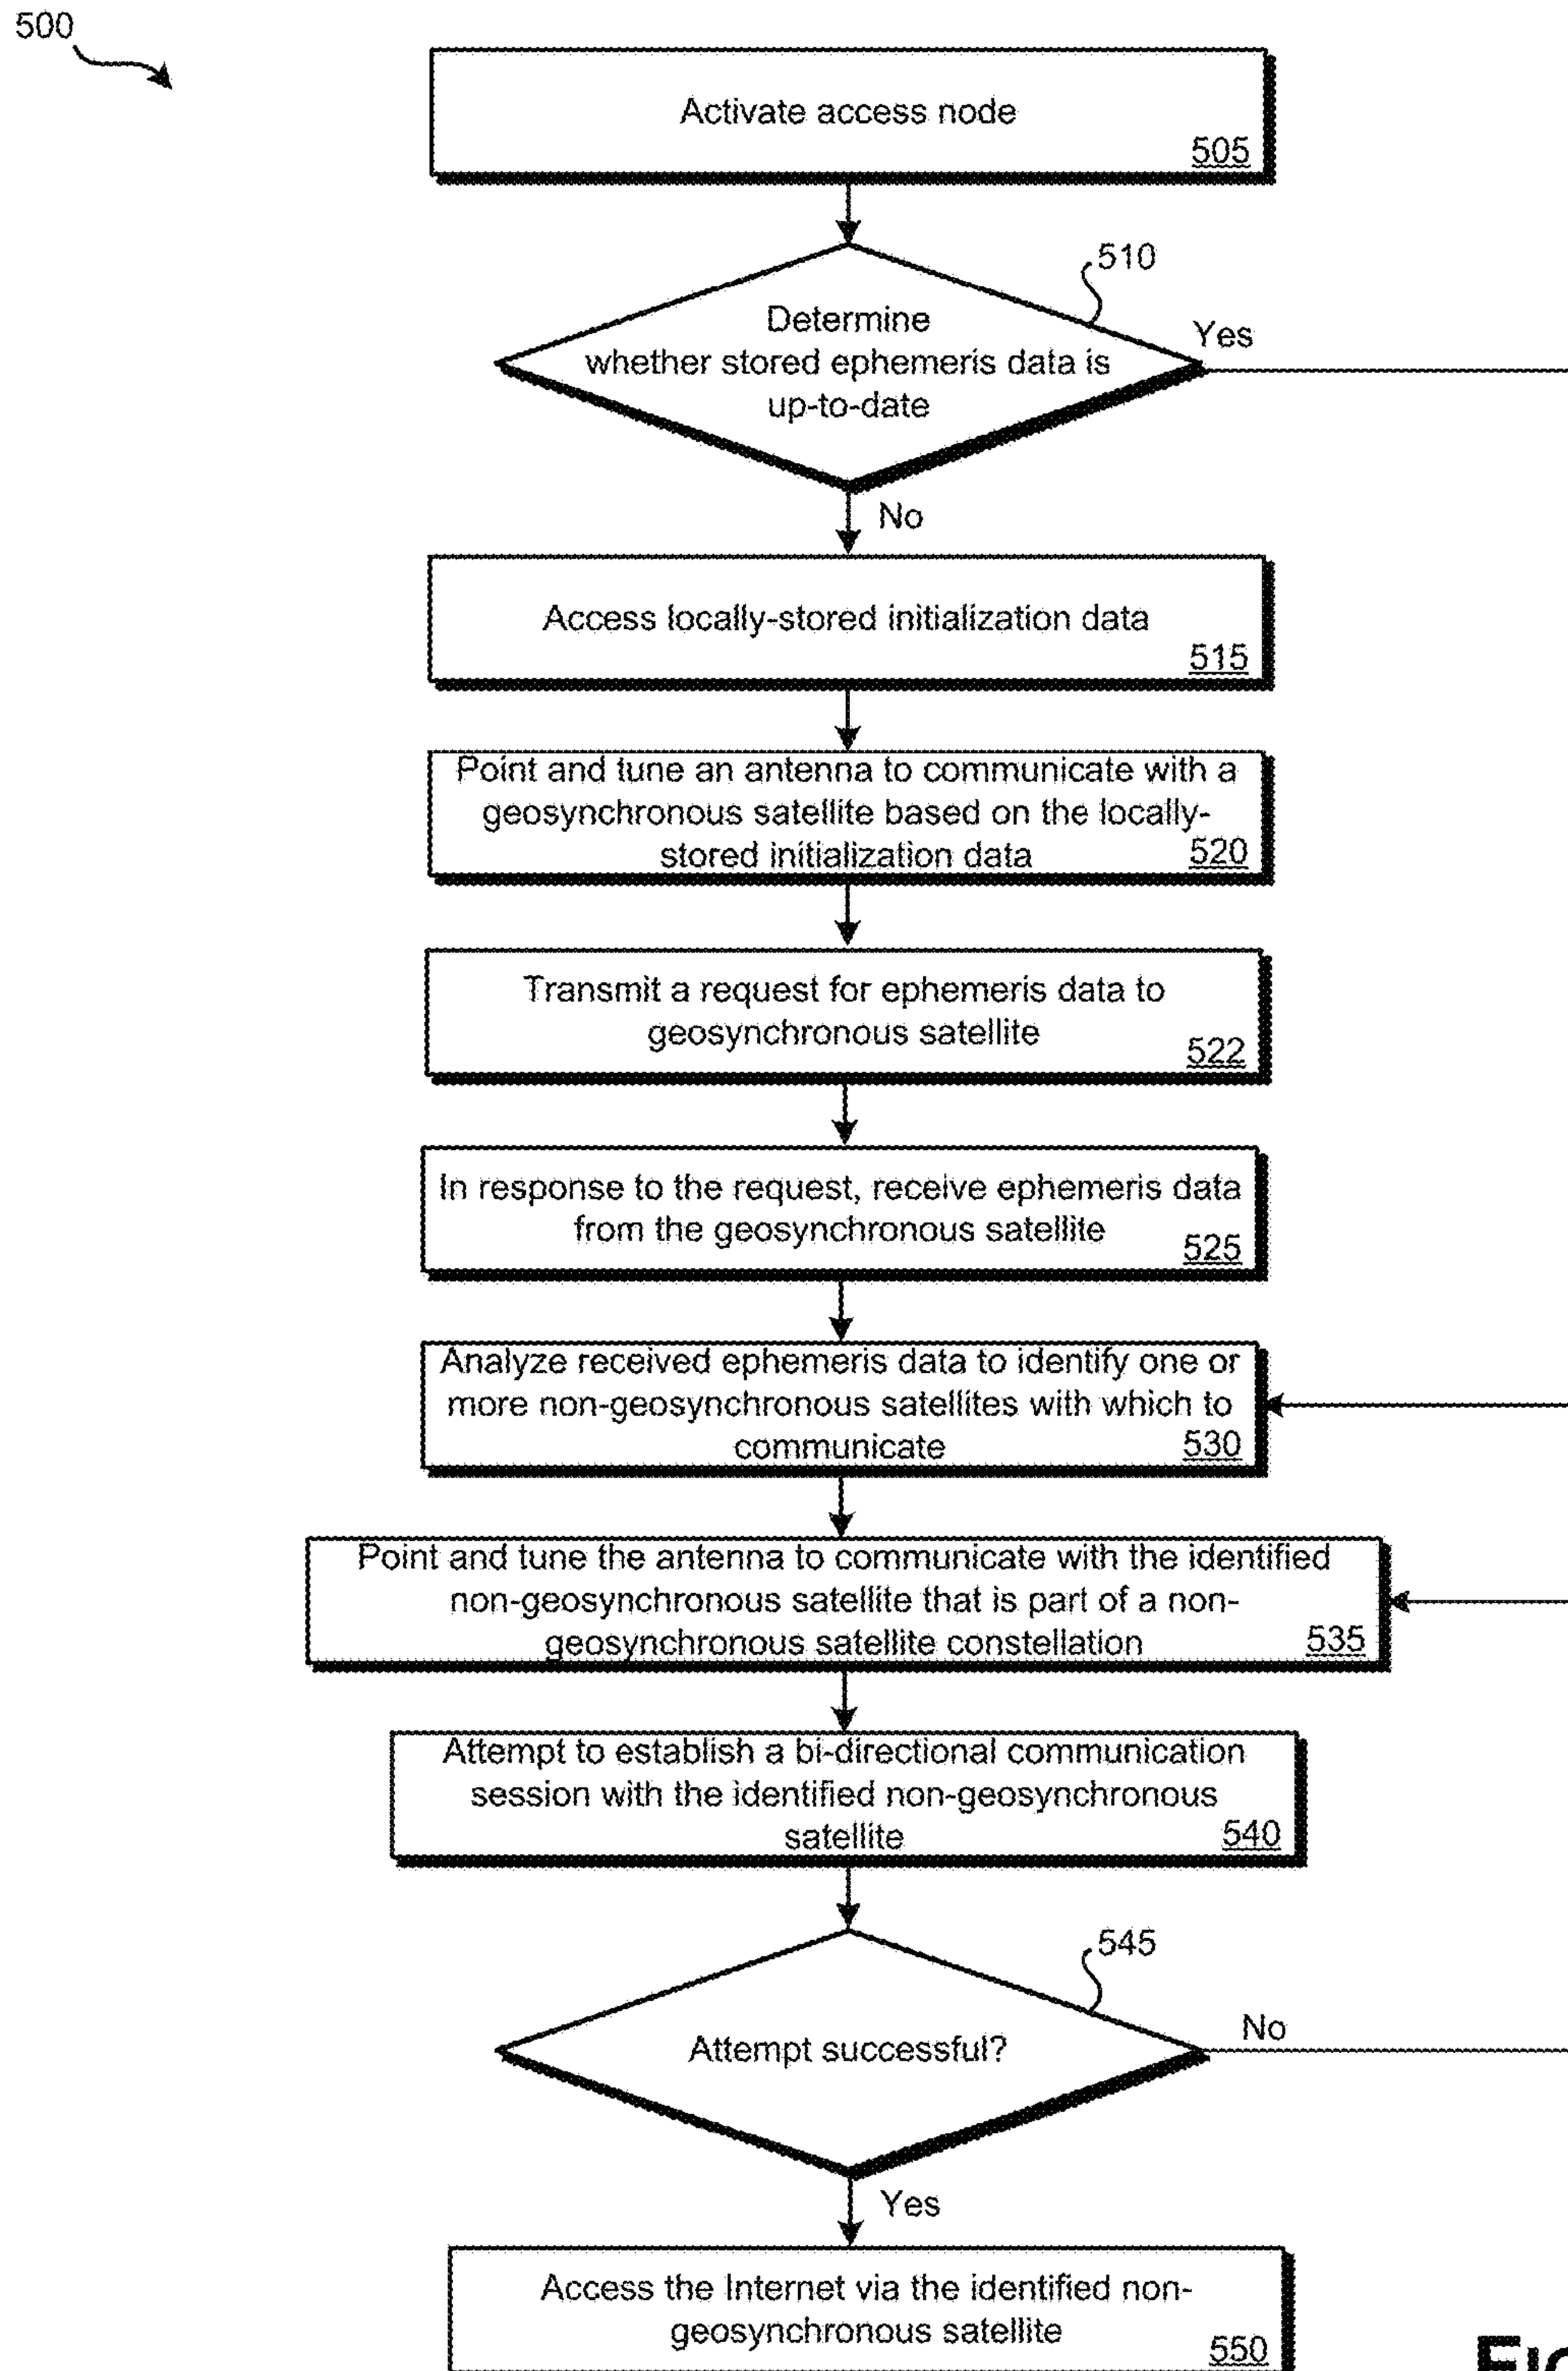 500
Activate access node
505
510
Determine
whether stored ephemeris data is
up-to-date
Yes
No
Access locally-stored initialization data
515
Point and tune an antenna to communicate with a
geosynchronous satellite based on the locally-
stored initialization data
520
Transmit a request for ephemeris data to
geosynchronous satellite
522
In response to the request, receive ephemeris data
from the geosynchronous satellite
525
Analyze received ephemeris data to identify one or
more non-geosynchronous satellites with which to
communicate
530
Point and tune the antenna to communicate with the identified
non-geosynchronous satellite that is part of a non-
geosynchronous satellite constellation
535
Attempt to establish a bi-directional communication
session with the identified non-geosynchronous
satellite
540
545
Attempt successful?
No
Yes
Access the Internet via the identified non-
geosynchronous satellite
550